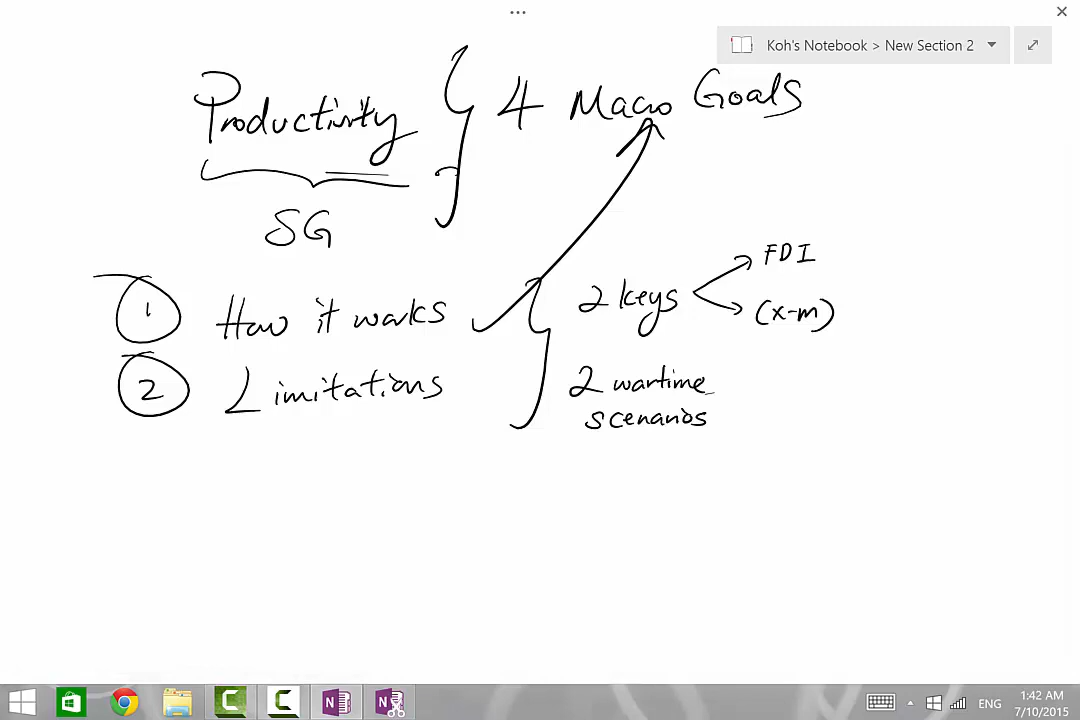 Koh's Notebook > New Section 2
Productivity
4 Macro Goals
SG
1 How it works
2 keys
FDI
(x-m)
2 Limitations
2 wartime
scenarios
ENG
1:42 AM
7/10/2015